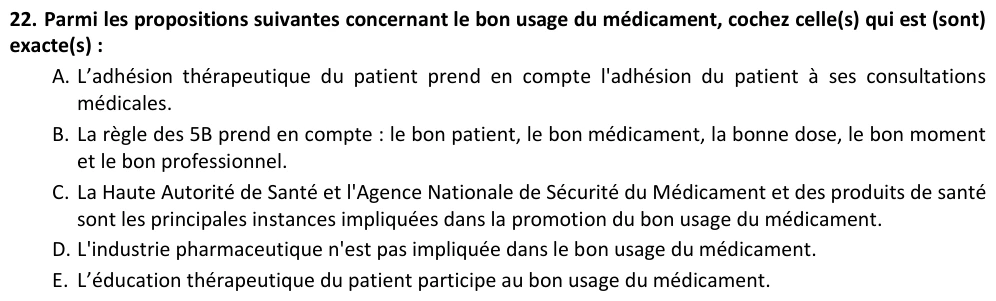 22. Parmi les propositions suivantes concernant le bon usage du médicament, cochez celle(s) qui est (sont)
exacte(s) :
A. L’adhésion thérapeutique du patient prend en compte l'adhésion du patient à ses consultations
médicales.
B. La règle des 5B prend en compte : le bon patient, le bon médicament, la bonne dose, le bon moment
et le bon professionnel.
C. La Haute Autorité de Santé et l'Agence Nationale de Sécurité du Médicament et des produits de santé
sont les principales instances impliquées dans la promotion du bon usage du médicament.
D. L'industrie pharmaceutique n'est pas impliquée dans le bon usage du médicament.
E. L’éducation thérapeutique du patient participe au bon usage du médicament.